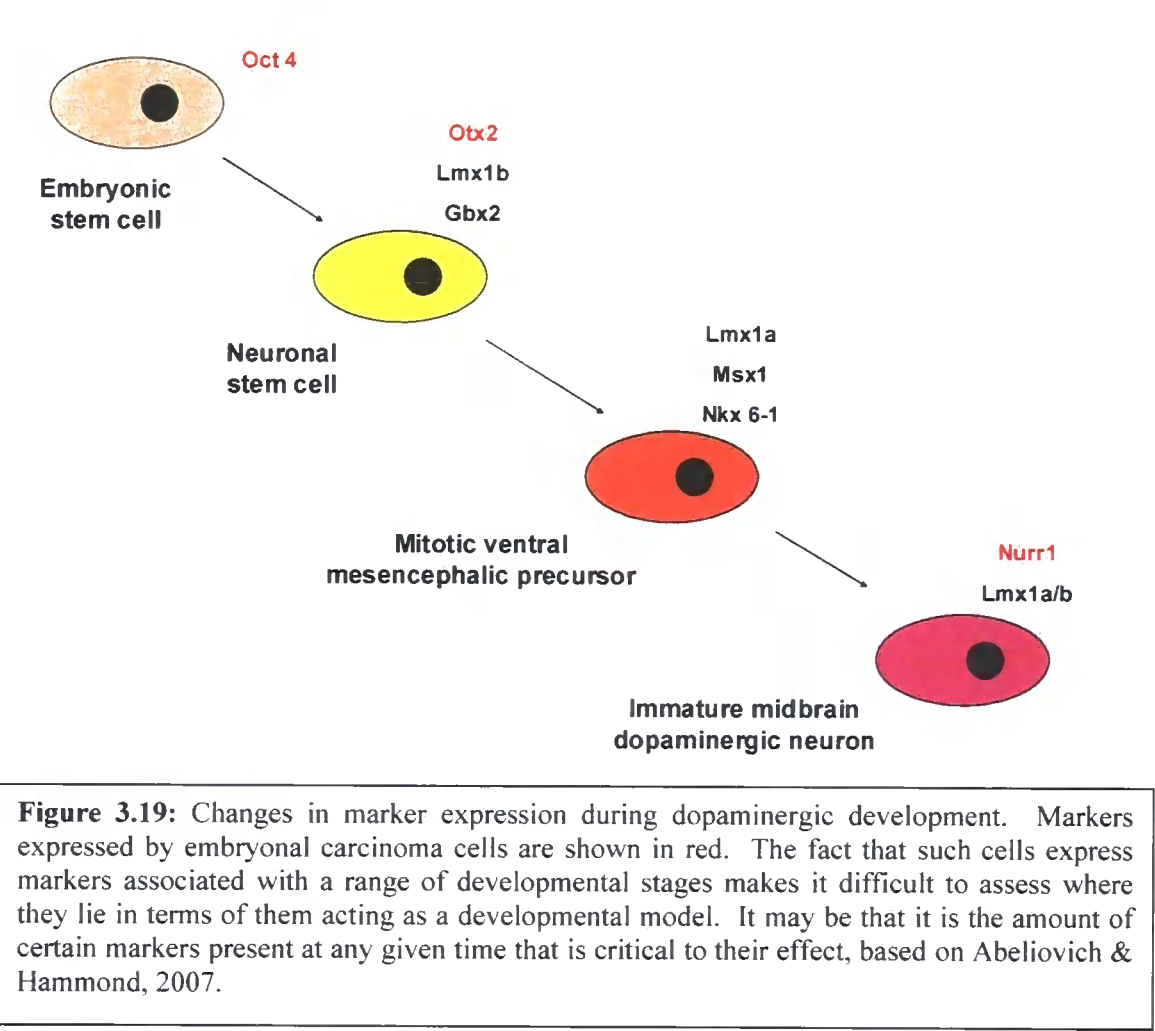 Oct 4
Embryonic
stem cell
Otx2
Lmx1b
Gbx2
Neuronal
stem cell
Lmx1a
Msx1
Nkx 6-1
Mitotic ventral
mesencephalic precursor
Nurr1
Lmx1a/b
Immature midbrain
dopaminergic neuron
Figure 3.19: Changes in marker expression during dopaminergic development. Markers
expressed by embryonal carcinoma cells are shown in red. The fact that such cells express
markers associated with a range of developmental stages makes it difficult to assess where
they lie in terms of them acting as a developmental model. It may be that it is the amount of
certain markers present at any given time that is critical to their effect, based on Abeliovich &
Hammond, 2007.